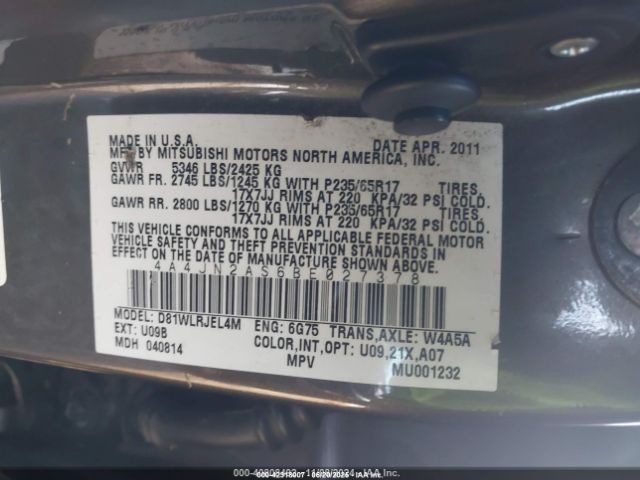 MADE IN U.S.A. DATE APR. 2011
MFG BY MITSUBISHI MOTORS NORTH AMERICA, INC.
GVWR 5346 LBS/2425 KG
GAWR FR. 2745 LBS/1245 KG WITH P235/65R17 TIRES,
17X7JJ RIMS AT 220 KPA/32 PSI COLD.
GAWR RR. 2800 LBS/1270 KG WITH P235/65R17 TIRES,
17X7JJ RIMS AT 220 KPA/32 PSI COLD.
THIS VEHICLE CONFORMS TO ALL APPLICABLE FEDERAL MOTOR
VEHICLE SAFETY AND THEFT PREVENTION STANDARDS IN EFFECT
ON THE DATE OF MANUFACTURE SHOWN ABOVE.
4A4JN2AS6BE027378
MODEL: D81WLRJEL4M ENG: 6G75 TRANS,AXLE: W4A5A
EXT: U09B COLOR,INT,OPT: U09,21X,A07
MDH 040814 MPV MU001232